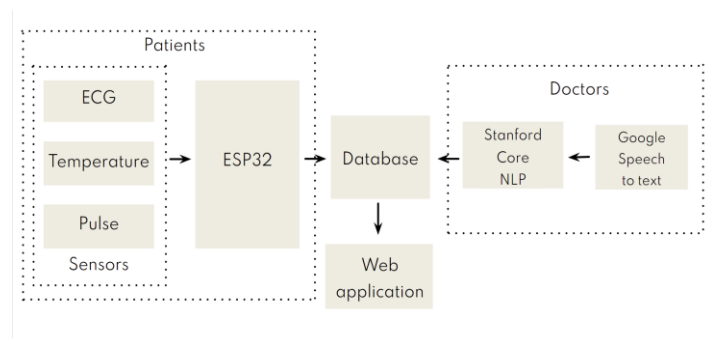 Patients
ECG
Temperature
Pulse
Sensors
ESP32
Database
Web
application
Doctors
Stanford
Core
NLP
Google
Speech
to text